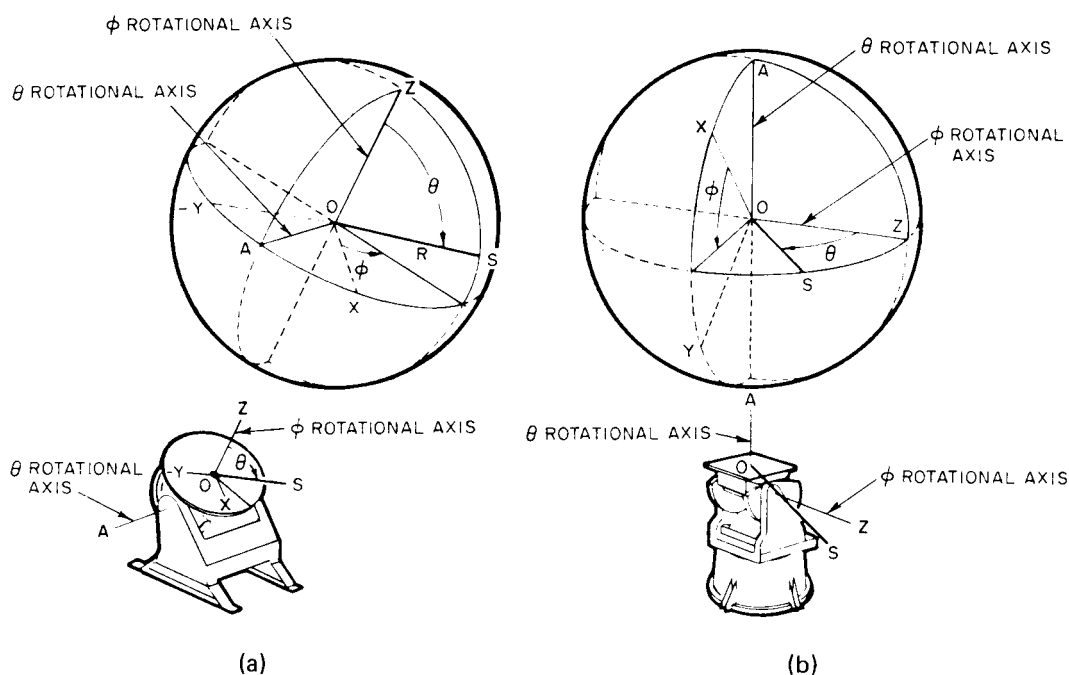 ϕ ROTATIONAL AXIS
θ ROTATIONAL AXIS
Z
θ
O
Y
A
R
S
ϕ
X
θ ROTATIONAL AXIS
A
X
ϕ ROTATIONAL
AXIS
ϕ
O
Z
θ
S
Y
Z
ϕ ROTATIONAL AXIS
θ ROTATIONAL
AXIS
Y
θ
O
S
X
A
A
θ ROTATIONAL AXIS
O
ϕ ROTATIONAL AXIS
Z
S
(a)
(b)